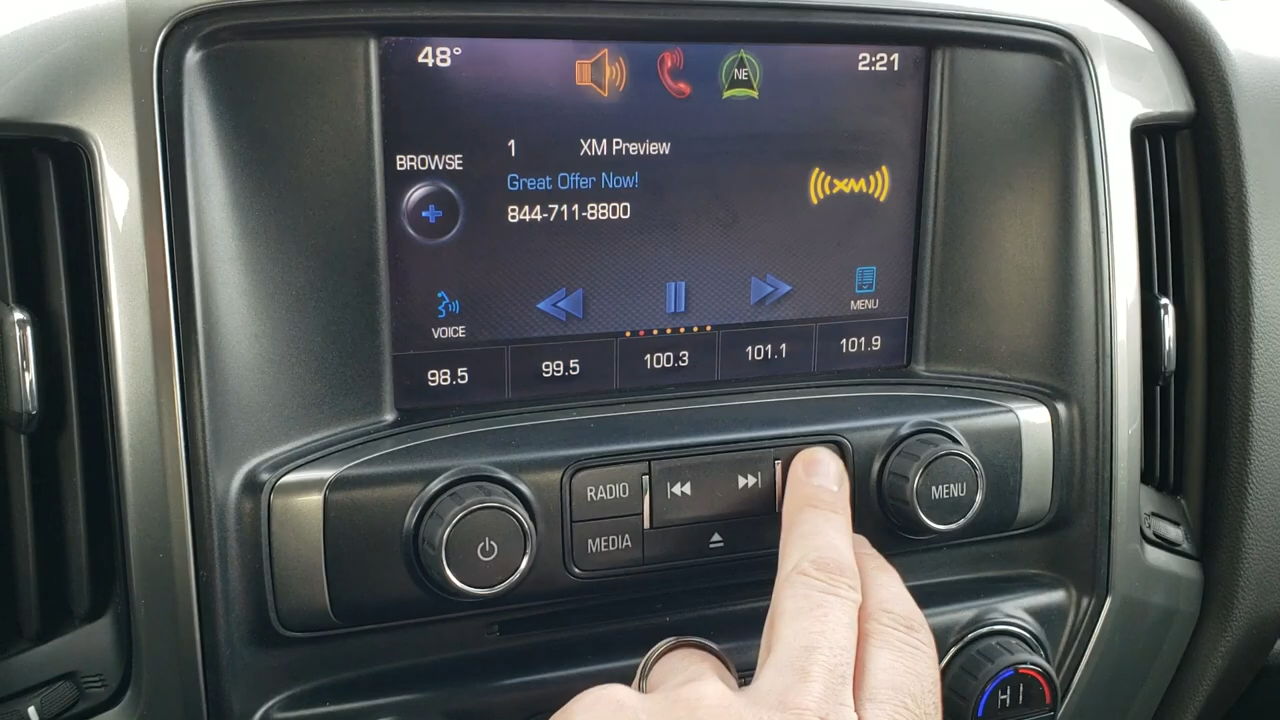 48°
NE
2:21
BROWSE
1 XM Preview
Great Offer Now!
844-711-8800
XM
VOICE
MENU
98.5 99.5 100.3 101.1 101.9
RADIO
MEDIA
MENU